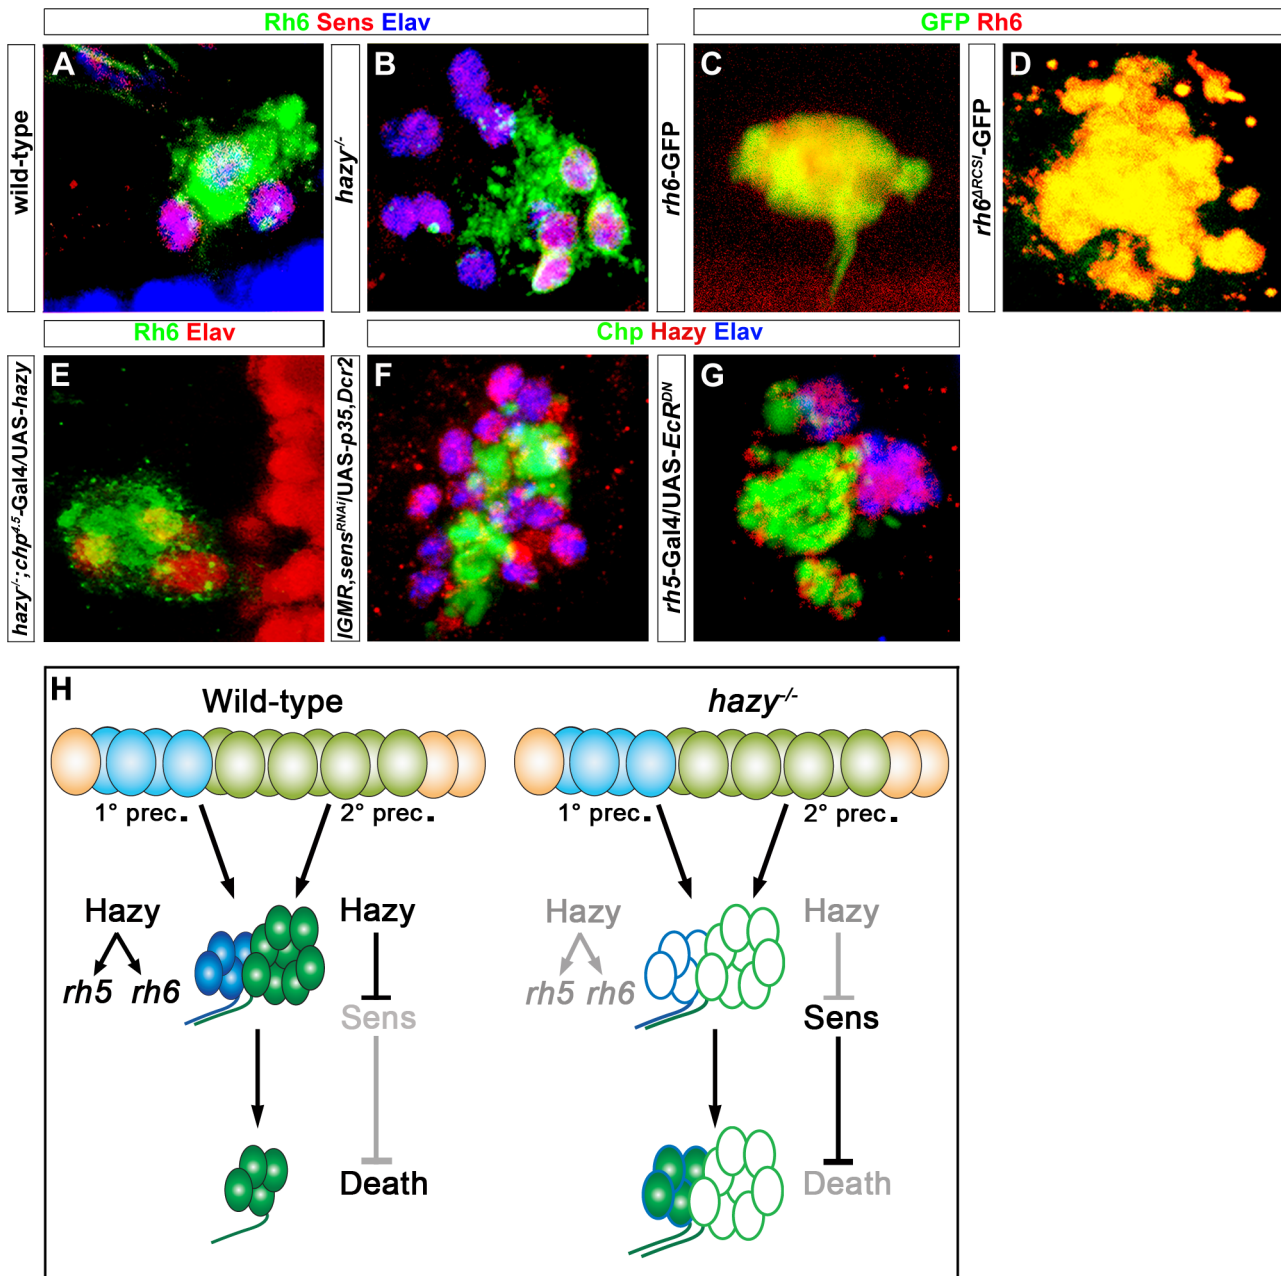 Rh6 Sens Elav
GFP Rh6
wild-type
A
hazy-/-
B
rh6-GFP
C
rh6ΔRCSI-GFP
D
Rh6 Elav
Chp Hazy Elav
hazy-/-;chp4.5-Gal4/UAS-hazy
E
lGMR,sensRNAi/UAS-p35,Dcr2
F
rh5-Gal4/UAS-EcRDN
G
H
Wild-type
hazy-/-
1° prec.
2° prec.
1° prec.
2° prec.
Hazy
Hazy
Hazy
Hazy
rh5 rh6
Sens
rh5 rh6
Sens
Death
Death